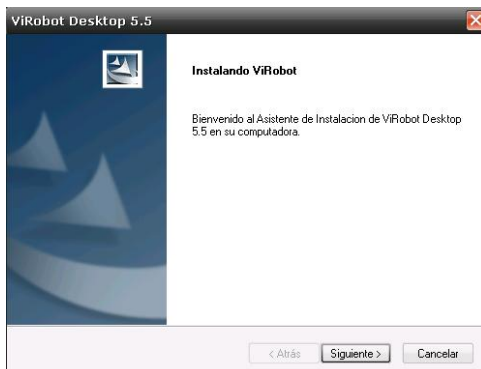 ViRobot Desktop 5.5
Instalando ViRobot
Bienvenido al Asistente de Instalacion de ViRobot Desktop
5.5 en su computadora.
< Atrás
Siguiente >
Cancelar